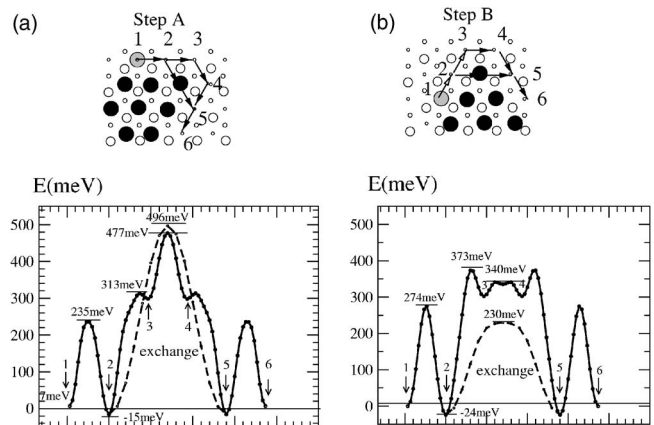 (a)
Step A
1 2 3
4
5
6
(b)
Step B
3 4
2
5
1
6
E(meV)
496meV
500
477meV
400
313meV
300
235meV
3 4
200
exchange
100
1 2 5 6
7meV
0
-15meV
E(meV)
500
400
373meV
340meV
3 4
300
274meV
230meV
200
exchange
100
1 2 5 6
0
-24meV